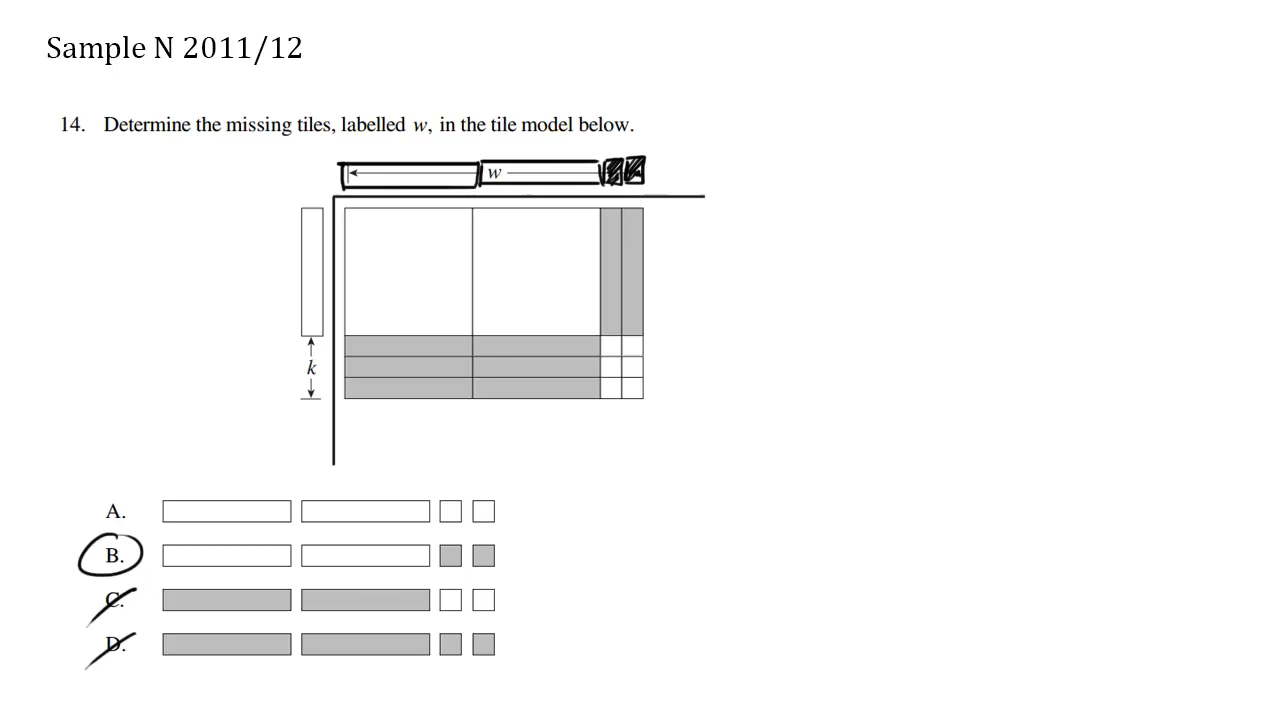 Sample N 2011/12
14. Determine the missing tiles, labelled w, in the tile model below.
w
k
A.
B.
C.
D.